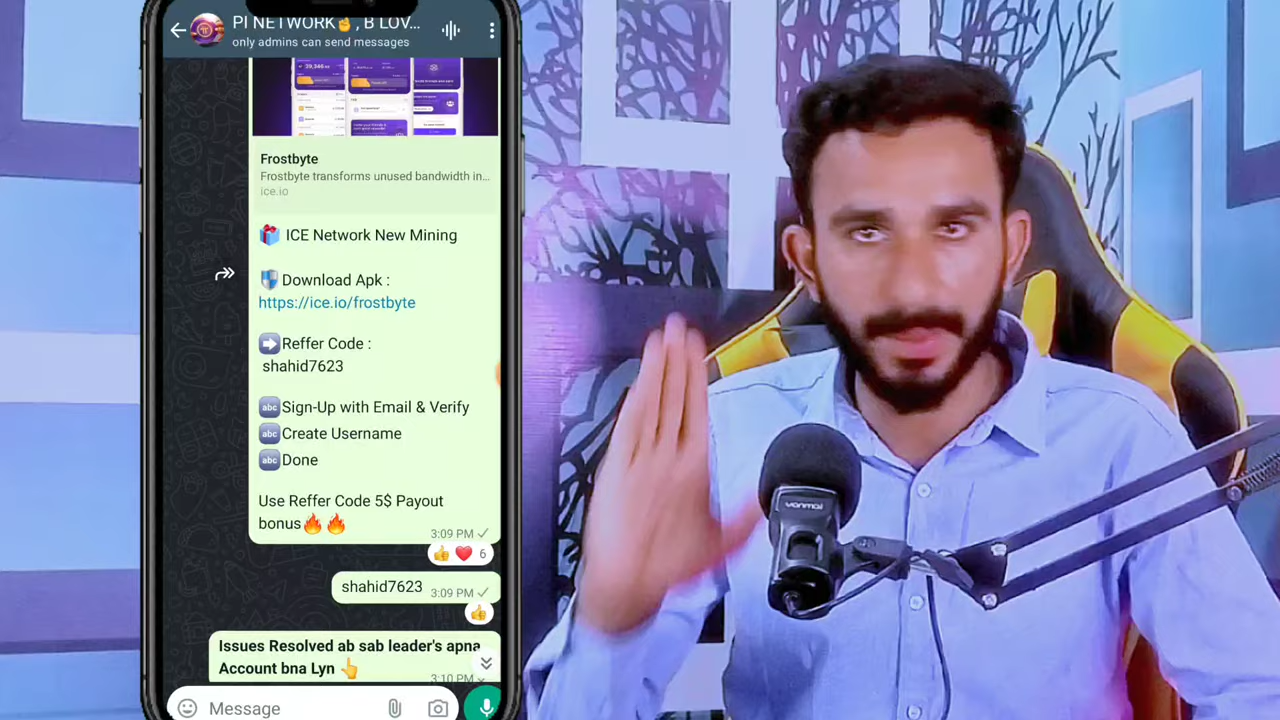 PI NETWORK☝, B LOV...
only admins can send messages
Frostbyte
Frostbyte transforms unused bandwidth in...
ice.io
🎁 ICE Network New Mining
🛡Download Apk :
https://ice.io/frostbyte
➡Reffer Code :
shahid7623
🔤Sign-Up with Email & Verify
🔤Create Username
🔤Done
Use Reffer Code 5$ Payout
bonus🔥🔥
3:09 PM
👍❤ 6
shahid7623 3:09 PM
👍
Issues Resolved ab sab leader's apna
Account bna Lyn 👆
3:10 PM
Message
vonmai